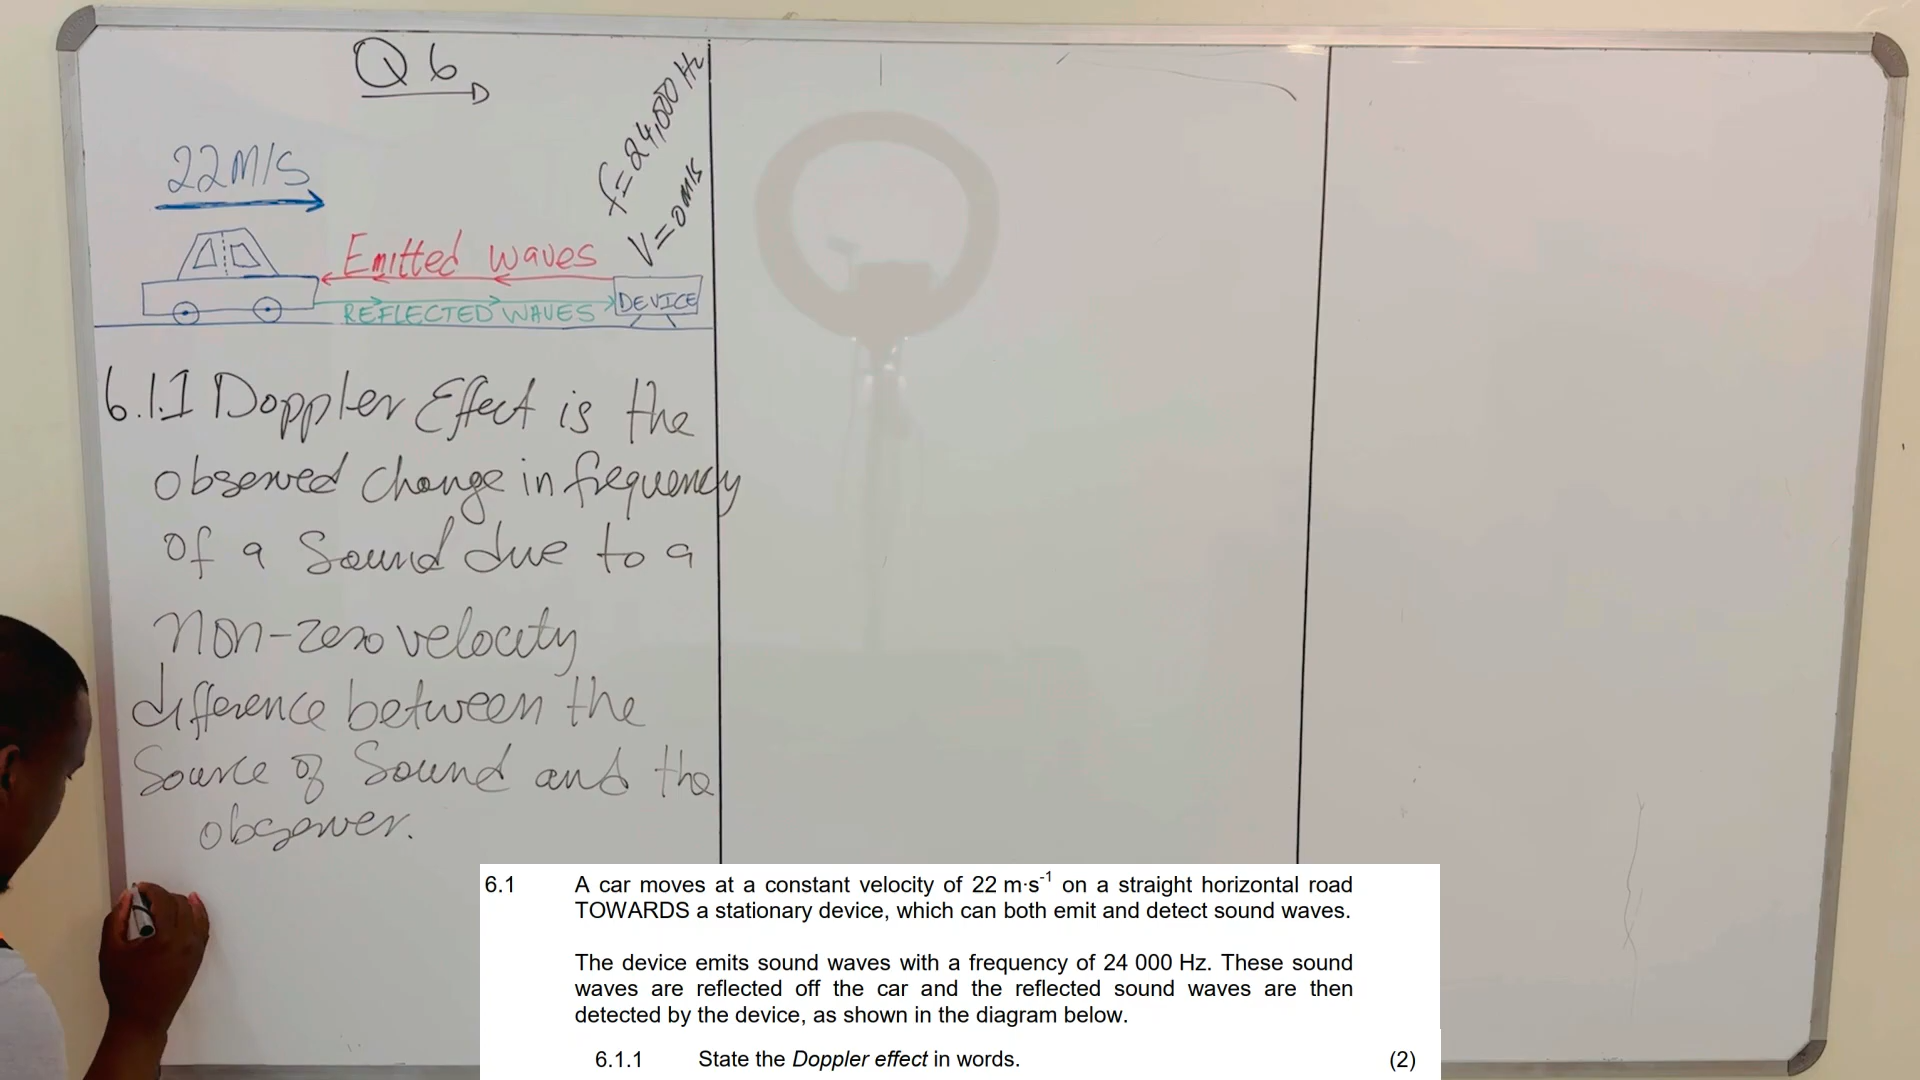 Q 6
22M/S
f=24,000 Hz
V=0M/S
Emitted waves
REFLECTED WAVES
DEVICE
6.1.1 Doppler Effect is the
observed change in frequency
of a sound due to a
non-zero velocity
difference between the
Source of Sound and the
observer.
6.1 A car moves at a constant velocity of 22 m·s⁻¹ on a straight horizontal road
TOWARDS a stationary device, which can both emit and detect sound waves.
The device emits sound waves with a frequency of 24 000 Hz. These sound
waves are reflected off the car and the reflected sound waves are then
detected by the device, as shown in the diagram below.
6.1.1 State the Doppler effect in words. (2)